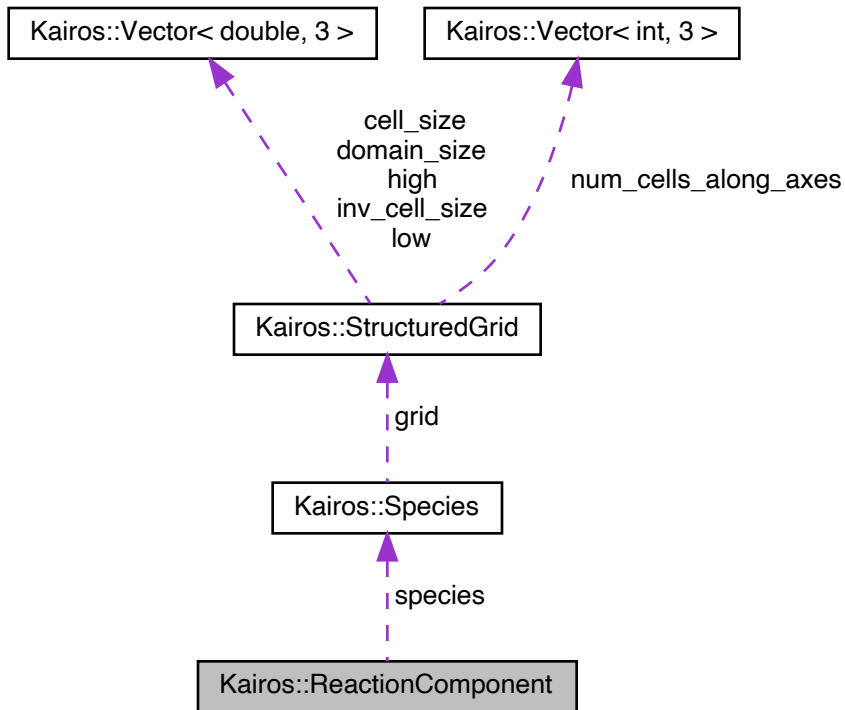 Kairos::Vector< double, 3 >
Kairos::Vector< int, 3 >
cell_size
domain_size
high
inv_cell_size
low
num_cells_along_axes
Kairos::StructuredGrid
grid
Kairos::Species
species
Kairos::ReactionComponent